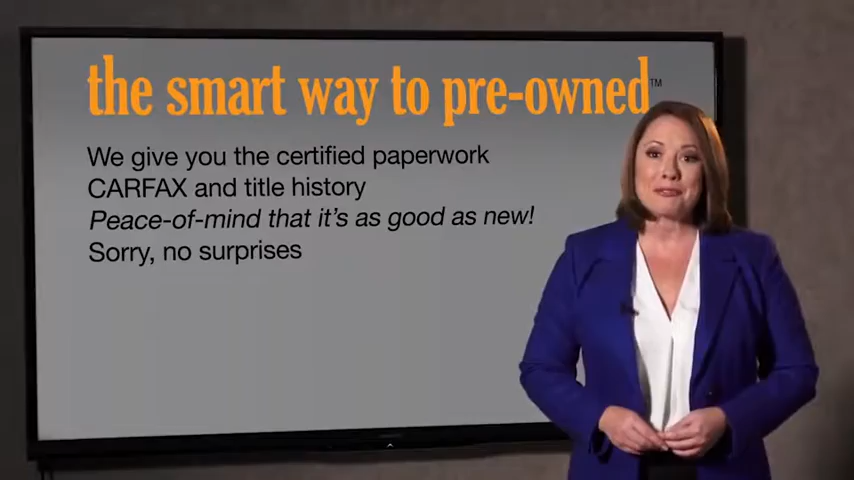 the smart way to pre-owned™
We give you the certified paperwork
CARFAX and title history
Peace-of-mind that it's as good as new!
Sorry, no surprises